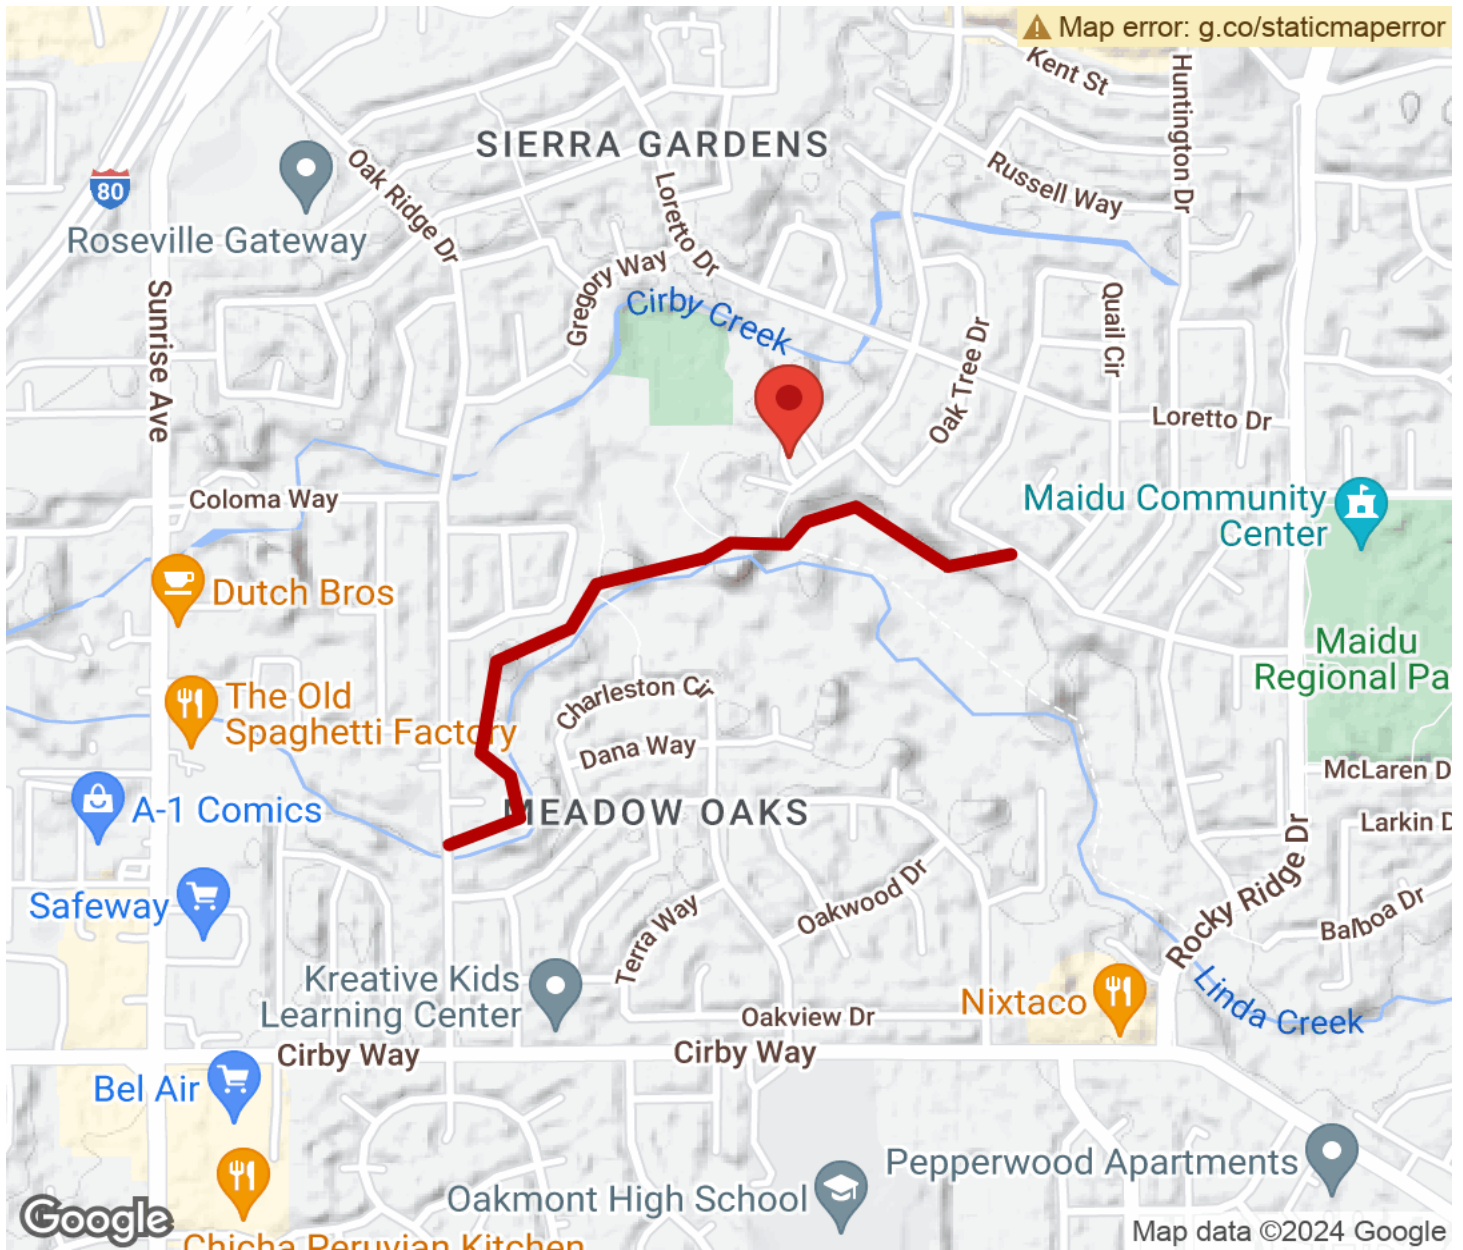 Map error: g.co/staticmaperror
Kent St
Huntington Dr
SIERRA GARDENS
80
Oak Ridge Dr
Loretto Dr
Russell Way
Roseville Gateway
Gregory Way
Cirby Creek
Sunrise Ave
Oak Tree Dr
Quail Cir
Loretto Dr
Coloma Way
Maidu Community
Center
Dutch Bros
Maidu
Regional Pa
The Old
Spaghetti Factory
Charleston Cir
Dana Way
McLaren D
A-1 Comics
MEADOW OAKS
Larkin D
Rocky Ridge Dr
Safeway
Oakwood Dr
Balboa Dr
Terra Way
Kreative Kids
Learning Center
Nixtaco
Linda Creek
Oakview Dr
Cirby Way
Cirby Way
Bel Air
Pepperwood Apartments
Oakmont High School
Google
Map data ©2024 Google
Chicha Peruvian Kitchen